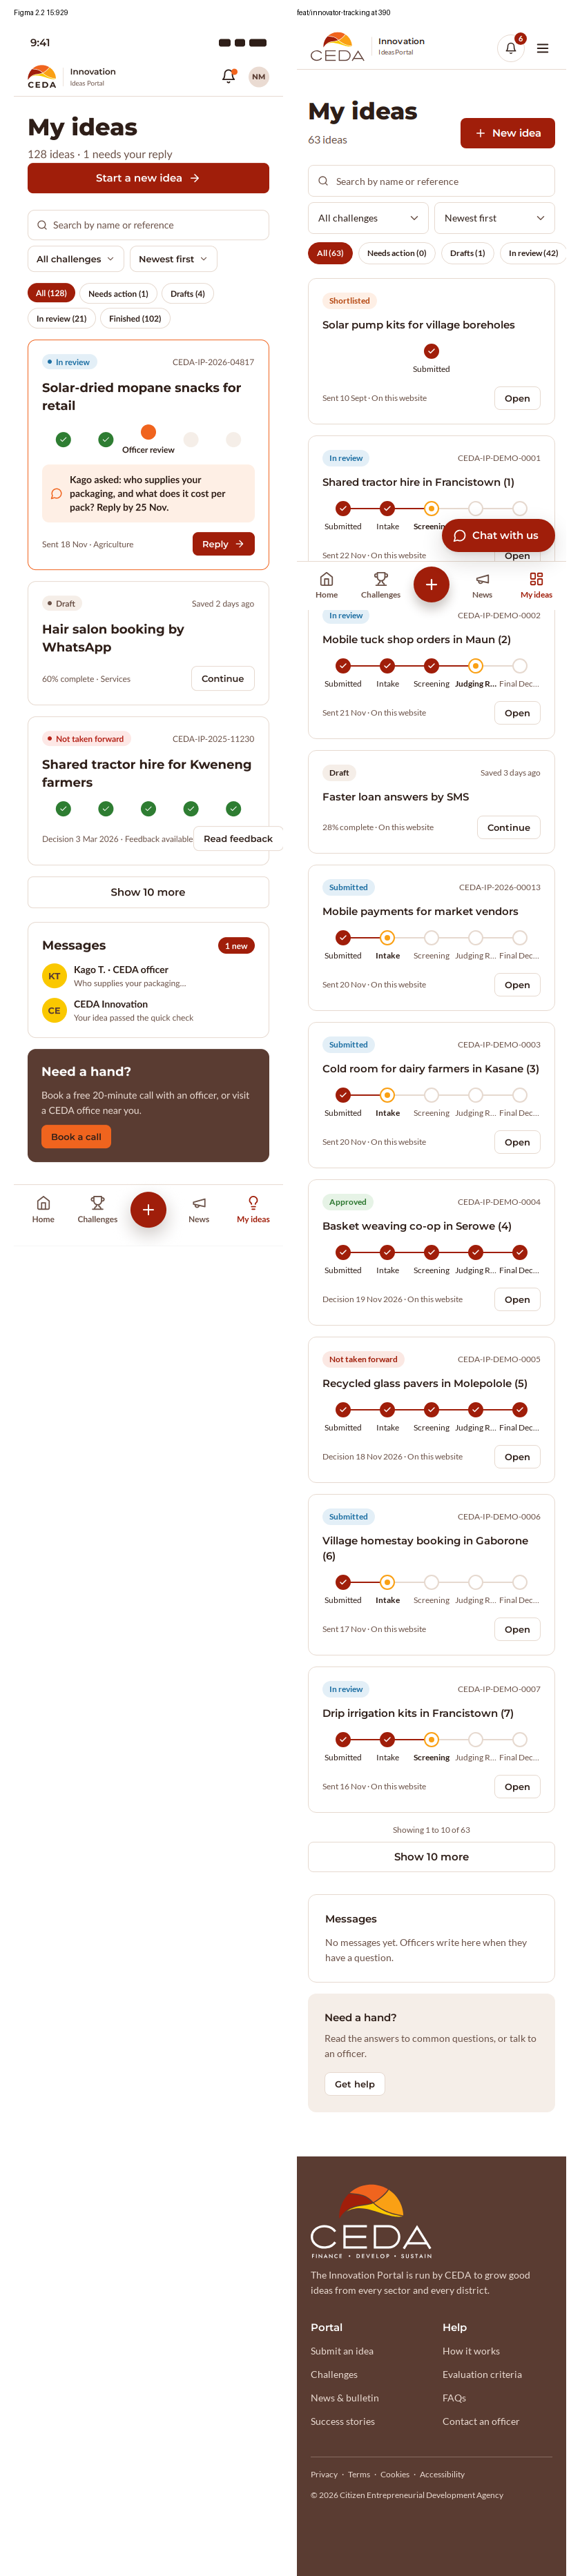 Figma 2.2 15:929
9:41
CEDA
Innovation
Ideas Portal
NM
My ideas
128 ideas · 1 needs your reply
Start a new idea
Search by name or reference
All challenges
Newest first
All (128)
Needs action (1)
Drafts (4)
In review (21)
Finished (102)
In review
CEDA-IP-2026-04817
Solar-dried mopane snacks for
retail
Officer review
Kago asked: who supplies your
packaging, and what does it cost per
pack? Reply by 25 Nov.
Sent 18 Nov · Agriculture
Reply
Draft
Saved 2 days ago
Hair salon booking by
WhatsApp
60% complete · Services
Continue
Not taken forward
CEDA-IP-2025-11230
Shared tractor hire for Kweneng
farmers
Decision 3 Mar 2026 · Feedback available
Read feedback
Show 10 more
Messages
1 new
KT
Kago T. · CEDA officer
Who supplies your packaging...
CE
CEDA Innovation
Your idea passed the quick check
Need a hand?
Book a free 20-minute call with an officer, or visit
a CEDA office near you.
Book a call
Home
Challenges
News
My ideas
feat/innovator-tracking at 390
CEDA
Innovation
Ideas Portal
6
My ideas
63 ideas
New idea
Search by name or reference
All challenges
Newest first
All (63)
Needs action (0)
Drafts (1)
In review (42)
Shortlisted
Solar pump kits for village boreholes
Submitted
Sent 10 Sept · On this website
Open
In review
CEDA-IP-DEMO-0001
Shared tractor hire in Francistown (1)
Submitted
Intake
Screening
Chat with us
Sent 22 Nov · On this website
Open
Home
Challenges
News
My ideas
In review
CEDA-IP-DEMO-0002
Mobile tuck shop orders in Maun (2)
Submitted
Intake
Screening
Judging R...
Final Dec...
Sent 21 Nov · On this website
Open
Draft
Saved 3 days ago
Faster loan answers by SMS
28% complete · On this website
Continue
Submitted
CEDA-IP-2026-00013
Mobile payments for market vendors
Submitted
Intake
Screening
Judging R...
Final Dec...
Sent 20 Nov · On this website
Open
Submitted
CEDA-IP-DEMO-0003
Cold room for dairy farmers in Kasane (3)
Submitted
Intake
Screening
Judging R...
Final Dec...
Sent 20 Nov · On this website
Open
Approved
CEDA-IP-DEMO-0004
Basket weaving co-op in Serowe (4)
Submitted
Intake
Screening
Judging R...
Final Dec...
Decision 19 Nov 2026 · On this website
Open
Not taken forward
CEDA-IP-DEMO-0005
Recycled glass pavers in Molepolole (5)
Submitted
Intake
Screening
Judging R...
Final Dec...
Decision 18 Nov 2026 · On this website
Open
Submitted
CEDA-IP-DEMO-0006
Village homestay booking in Gaborone
(6)
Submitted
Intake
Screening
Judging R...
Final Dec...
Sent 17 Nov · On this website
Open
In review
CEDA-IP-DEMO-0007
Drip irrigation kits in Francistown (7)
Submitted
Intake
Screening
Judging R...
Final Dec...
Sent 16 Nov · On this website
Open
Showing 1 to 10 of 63
Show 10 more
Messages
No messages yet. Officers write here when they
have a question.
Need a hand?
Read the answers to common questions, or talk to
an officer.
Get help
CEDA
FINANCE • DEVELOP • SUSTAIN
The Innovation Portal is run by CEDA to grow good
ideas from every sector and every district.
Portal
Help
Submit an idea
How it works
Challenges
Evaluation criteria
News & bulletin
FAQs
Success stories
Contact an officer
Privacy · Terms · Cookies · Accessibility
© 2026 Citizen Entrepreneurial Development Agency